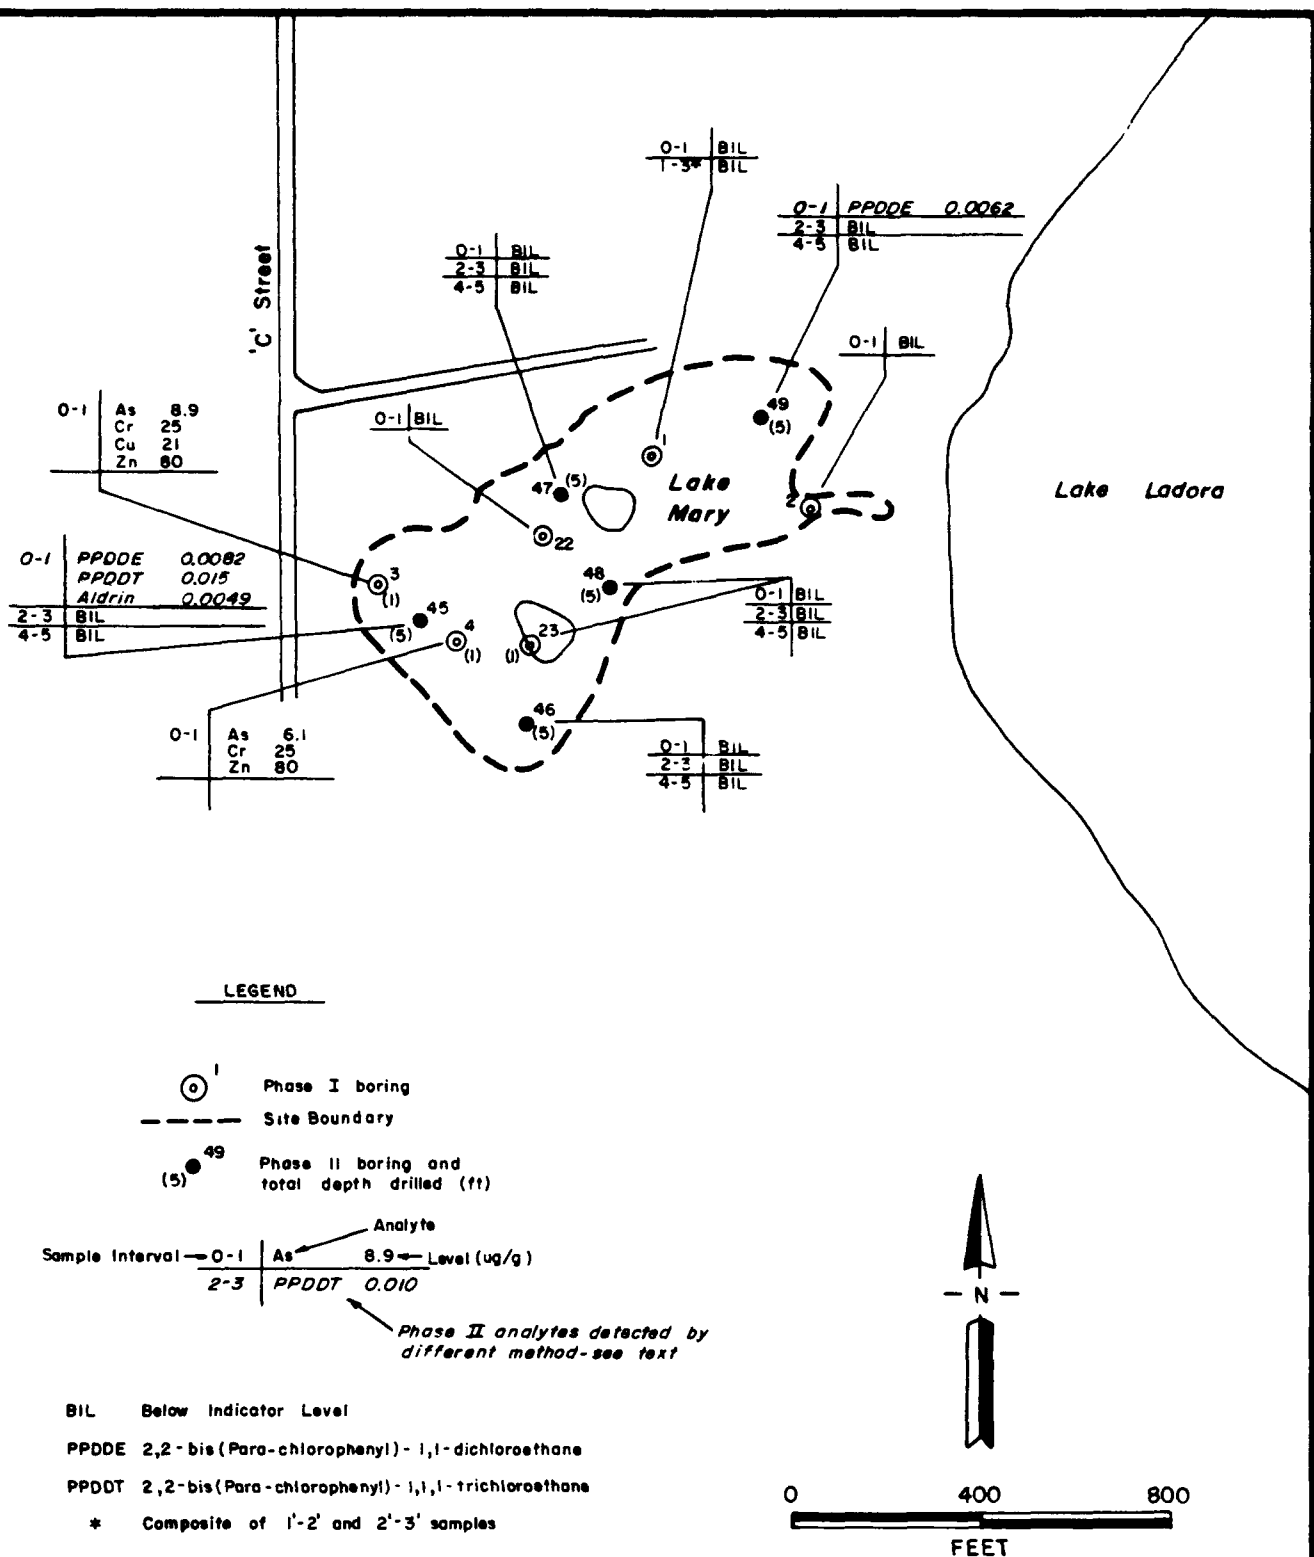 0-1 BIL
1-3* BIL
0-1 PPDDE 0.0062
2-3 BIL
4-5 BIL
0-1 BIL
2-3 BIL
4-5 BIL
'C' Street
0-1 BIL
0-1 As 8.9
Cr 25
Cu 21
Zn 80
0-1 BIL
49
(5)
1
47 (5)
Lake
Mary
2
Lake Ladora
22
0-1 PPDDE 0.0082
PPDDT 0.015
Aldrin 0.0049
2-3 BIL
4-5 BIL
3
(1)
48
(5)
0-1 BIL
2-3 BIL
4-5 BIL
45
(5)
4
(1)
23
(1)
46
(5)
0-1 As 6.1
Cr 25
Zn 80
0-1 BIL
2-3 BIL
4-5 BIL
LEGEND
1 Phase I boring
Site Boundary
49
(5)
Phase II boring and
total depth drilled (ft)
Analyte
Sample Interval 0-1 As 8.9 Level (ug/g)
2-3 PPDDT 0.010
Phase II analytes detected by
different method-see text
N
BIL Below Indicator Level
PPDDE 2,2-bis(Para-chlorophenyl)-1,1-dichloroethane
PPDDT 2,2-bis(Para-chlorophenyl)-1,1,1-trichloroethane
* Composite of 1'-2' and 2'-3' samples
0 400 800
FEET